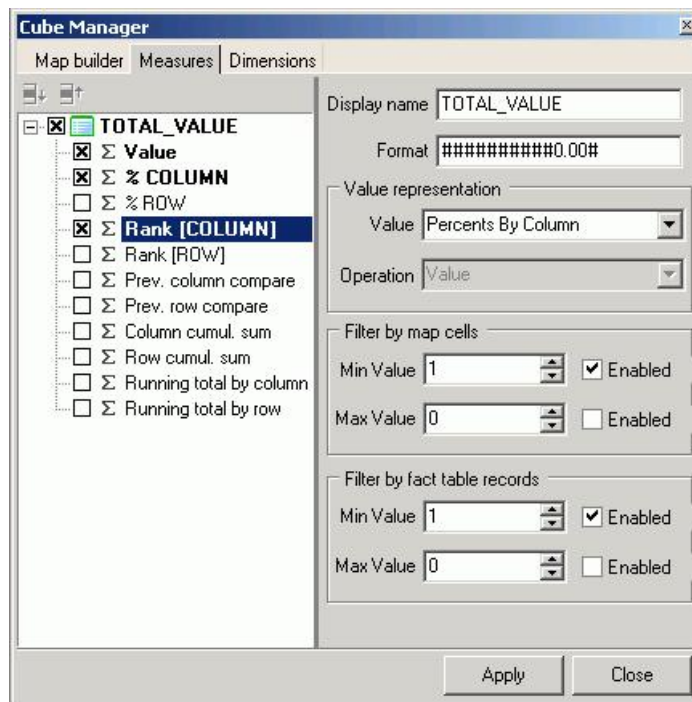 Cube Manager
Map builder Measures Dimensions
TOTAL_VALUE
Σ Value
Σ % COLUMN
Σ % ROW
Σ Rank [COLUMN]
Σ Rank [ROW]
Σ Prev. column compare
Σ Prev. row compare
Σ Column cumul. sum
Σ Row cumul. sum
Σ Running total by column
Σ Running total by row
Display name TOTAL_VALUE
Format ##########0.00#
Value representation
Value Percents By Column
Operation Value
Filter by map cells
Min Value 1 Enabled
Max Value 0 Enabled
Filter by fact table records
Min Value 1 Enabled
Max Value 0 Enabled
Apply Close